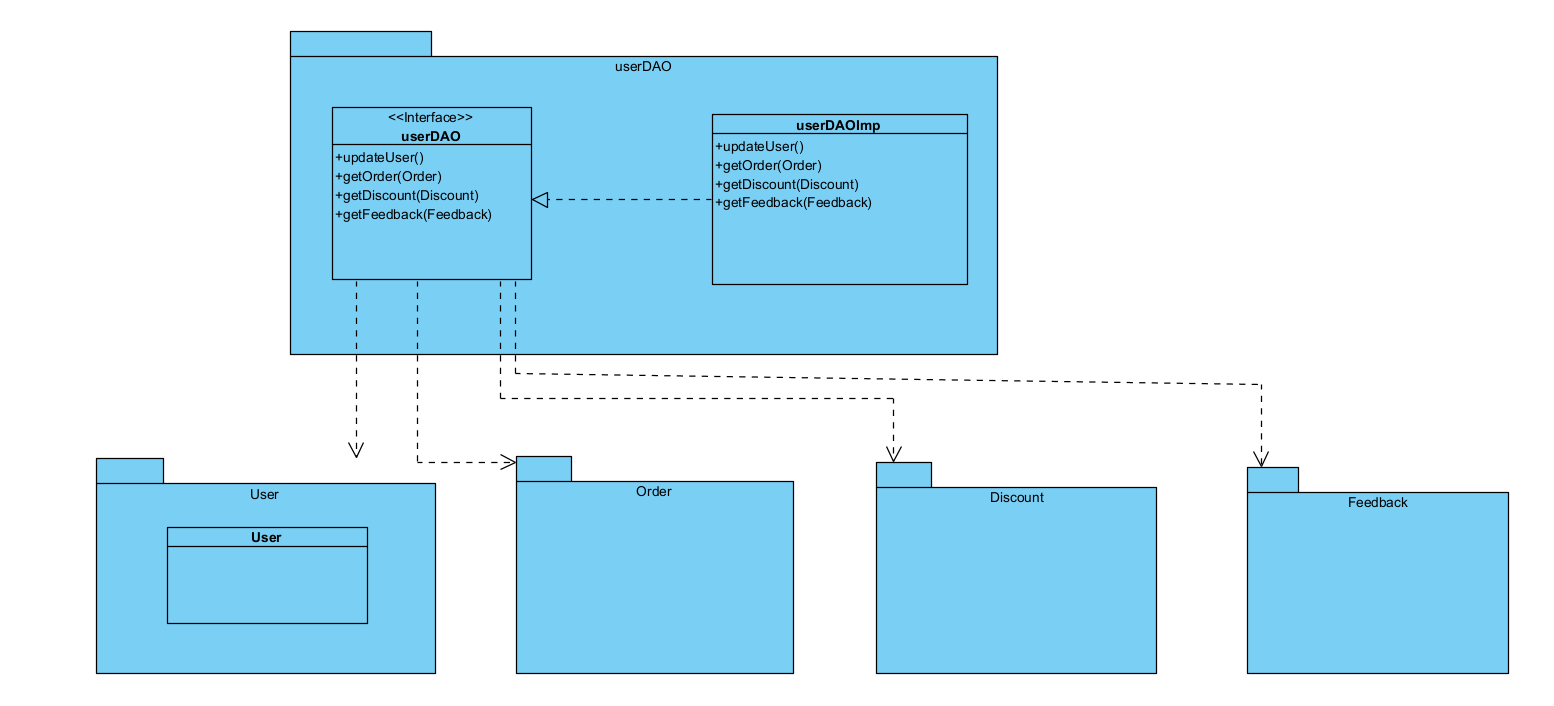 userDAO
<<Interface>>
userDAO
+updateUser()
+getOrder(Order)
+getDiscount(Discount)
+getFeedback(Feedback)
userDAOImp
+updateUser()
+getOrder(Order)
+getDiscount(Discount)
+getFeedback(Feedback)
User
User
Order
Discount
Feedback